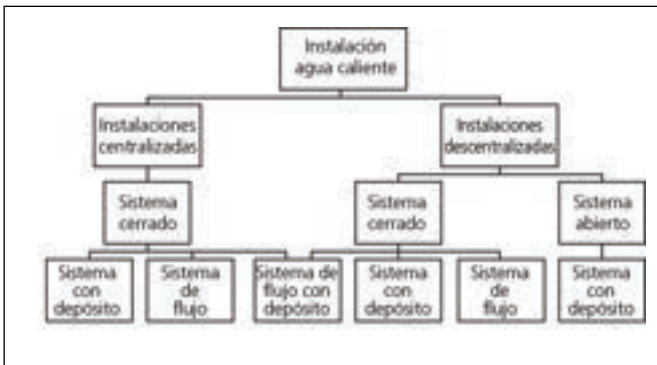 Instalación
agua caliente
Instalaciones
centralizadas
Instalaciones
descentralizadas
Sistema
cerrado
Sistema
cerrado
Sistema
abierto
Sistema
con
depósito
Sistema
de
flujo
Sistema de
flujo con
depósito
Sistema
con
depósito
Sistema
de
flujo
Sistema
con
depósito